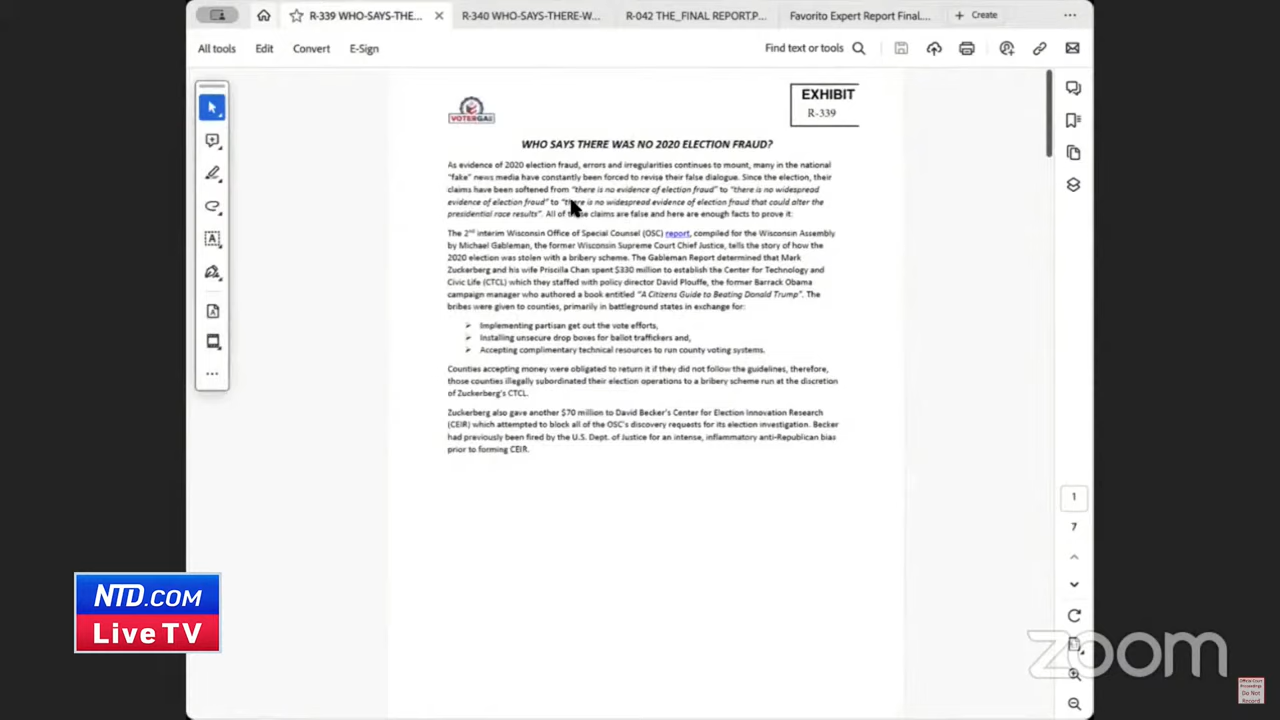 R-339 WHO-SAYS-THE...
R-340 WHO-SAYS-THERE-W...
R-042 THE_FINAL REPORT.P...
Favorito Expert Report Final....
+ Create
All tools
Edit
Convert
E-Sign
Find text or tools
VOTERGA
EXHIBIT
R-339
WHO SAYS THERE WAS NO 2020 ELECTION FRAUD?
As evidence of 2020 election fraud, errors and irregularities continues to mount, many in the national
"fake" news media have constantly been forced to revise their false dialogue. Since the election, their
claims have been softened from "there is no evidence of election fraud" to "there is no widespread
evidence of election fraud" to "there is no widespread evidence of election fraud that could alter the
presidential race results". All of these claims are false and here are enough facts to prove it:
The 2nd interim Wisconsin Office of Special Counsel (OSC) report, compiled for the Wisconsin Assembly
by Michael Gableman, the former Wisconsin Supreme Court Chief Justice, tells the story of how the
2020 election was stolen with a bribery scheme. The Gableman Report determined that Mark
Zuckerberg and his wife Priscilla Chan spent $330 million to establish the Center for Technology and
Civic Life (CTCL) which they staffed with policy director David Plouffe, the former Barrack Obama
campaign manager who authored a book entitled "A Citizens Guide to Beating Donald Trump". The
bribes were given to counties, primarily in battleground states in exchange for:
➢ Implementing partisan get out the vote efforts,
➢ Installing unsecure drop boxes for ballot traffickers and,
➢ Accepting complimentary technical resources to run county voting systems.
Counties accepting money were obligated to return it if they did not follow the guidelines, therefore,
those counties illegally subordinated their election operations to a bribery scheme run at the discretion
of Zuckerberg's CTCL.
Zuckerberg also gave another $70 million to David Becker's Center for Election Innovation Research
(CEIR) which attempted to block all of the OSC's discovery requests for its election investigation. Becker
had previously been fired by the U.S. Dept. of Justice for an intense, inflammatory anti-Republican bias
prior to forming CEIR.
1
7
NTD.COM
Live TV
zoom
Official Court
Proceedings
Do Not
Record